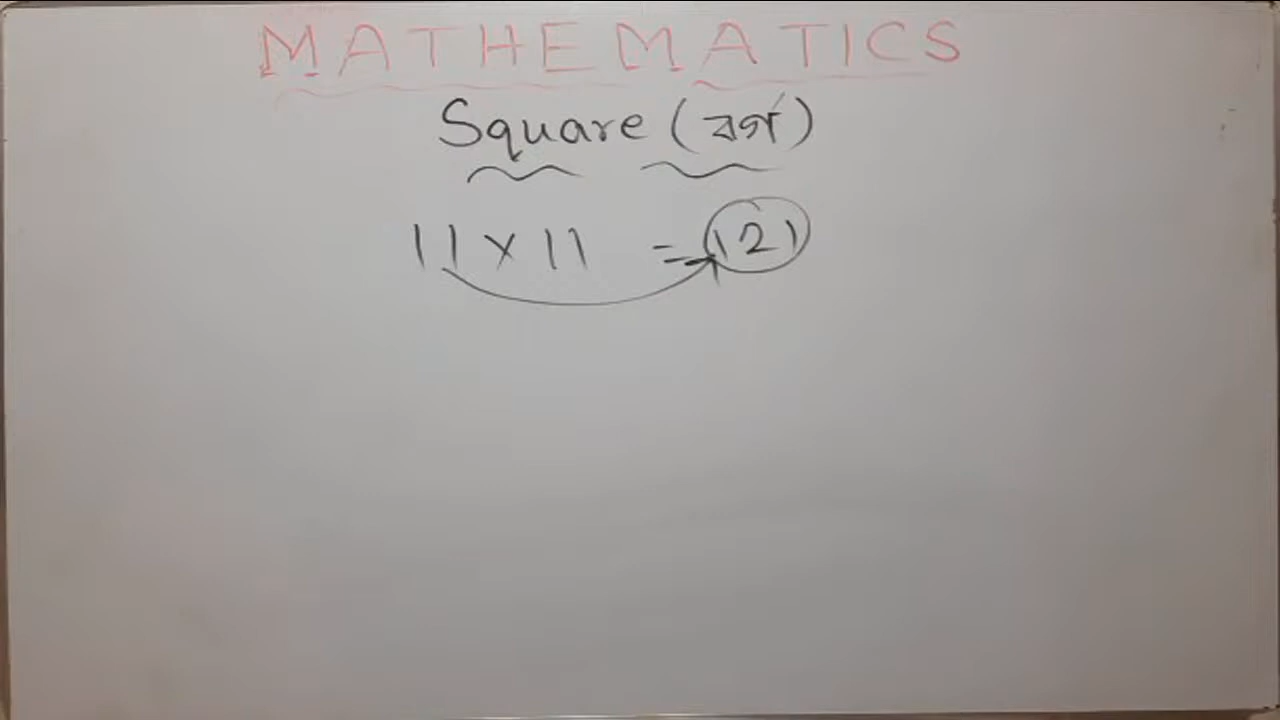 MATHEMATICS
Square (বর্গ)
11 × 11 = 121